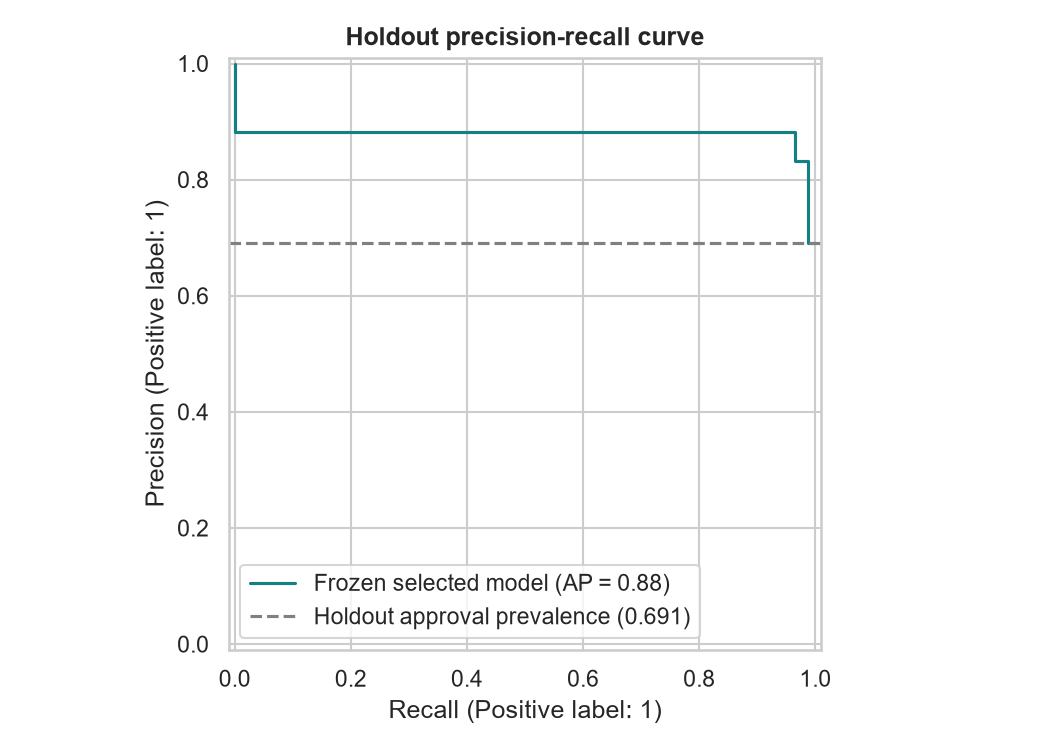 Holdout precision-recall curve
Precision (Positive label: 1)
1.0
0.8
0.6
0.4
0.2
0.0
Frozen selected model (AP = 0.88)
Holdout approval prevalence (0.691)
0.0 0.2 0.4 0.6 0.8 1.0
Recall (Positive label: 1)